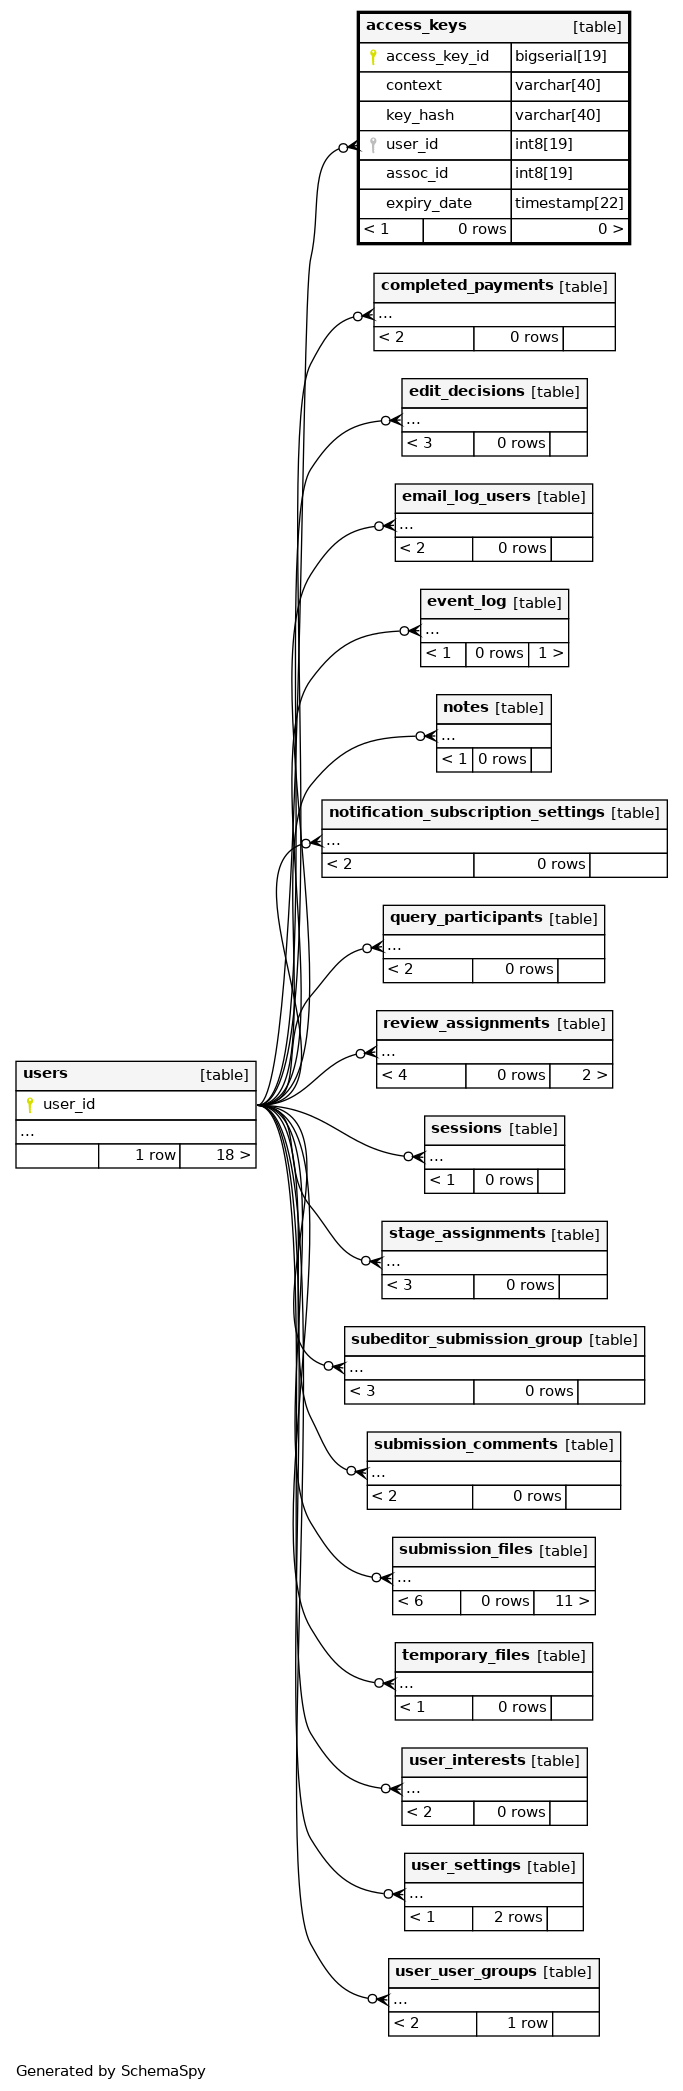 access_keys [table]
access_key_id bigserial[19]
context varchar[40]
key_hash varchar[40]
user_id int8[19]
assoc_id int8[19]
expiry_date timestamp[22]
< 1 0 rows 0 >
completed_payments [table]
...
< 2 0 rows
edit_decisions [table]
...
< 3 0 rows
email_log_users [table]
...
< 2 0 rows
event_log [table]
...
< 1 0 rows 1 >
notes [table]
...
< 1 0 rows
notification_subscription_settings [table]
...
< 2 0 rows
query_participants [table]
...
< 2 0 rows
review_assignments [table]
...
< 4 0 rows 2 >
users [table]
user_id
...
1 row 18 >
sessions [table]
...
< 1 0 rows
stage_assignments [table]
...
< 3 0 rows
subeditor_submission_group [table]
...
< 3 0 rows
submission_comments [table]
...
< 2 0 rows
submission_files [table]
...
< 6 0 rows 11 >
temporary_files [table]
...
< 1 0 rows
user_interests [table]
...
< 2 0 rows
user_settings [table]
...
< 1 2 rows
user_user_groups [table]
...
< 2 1 row
Generated by SchemaSpy